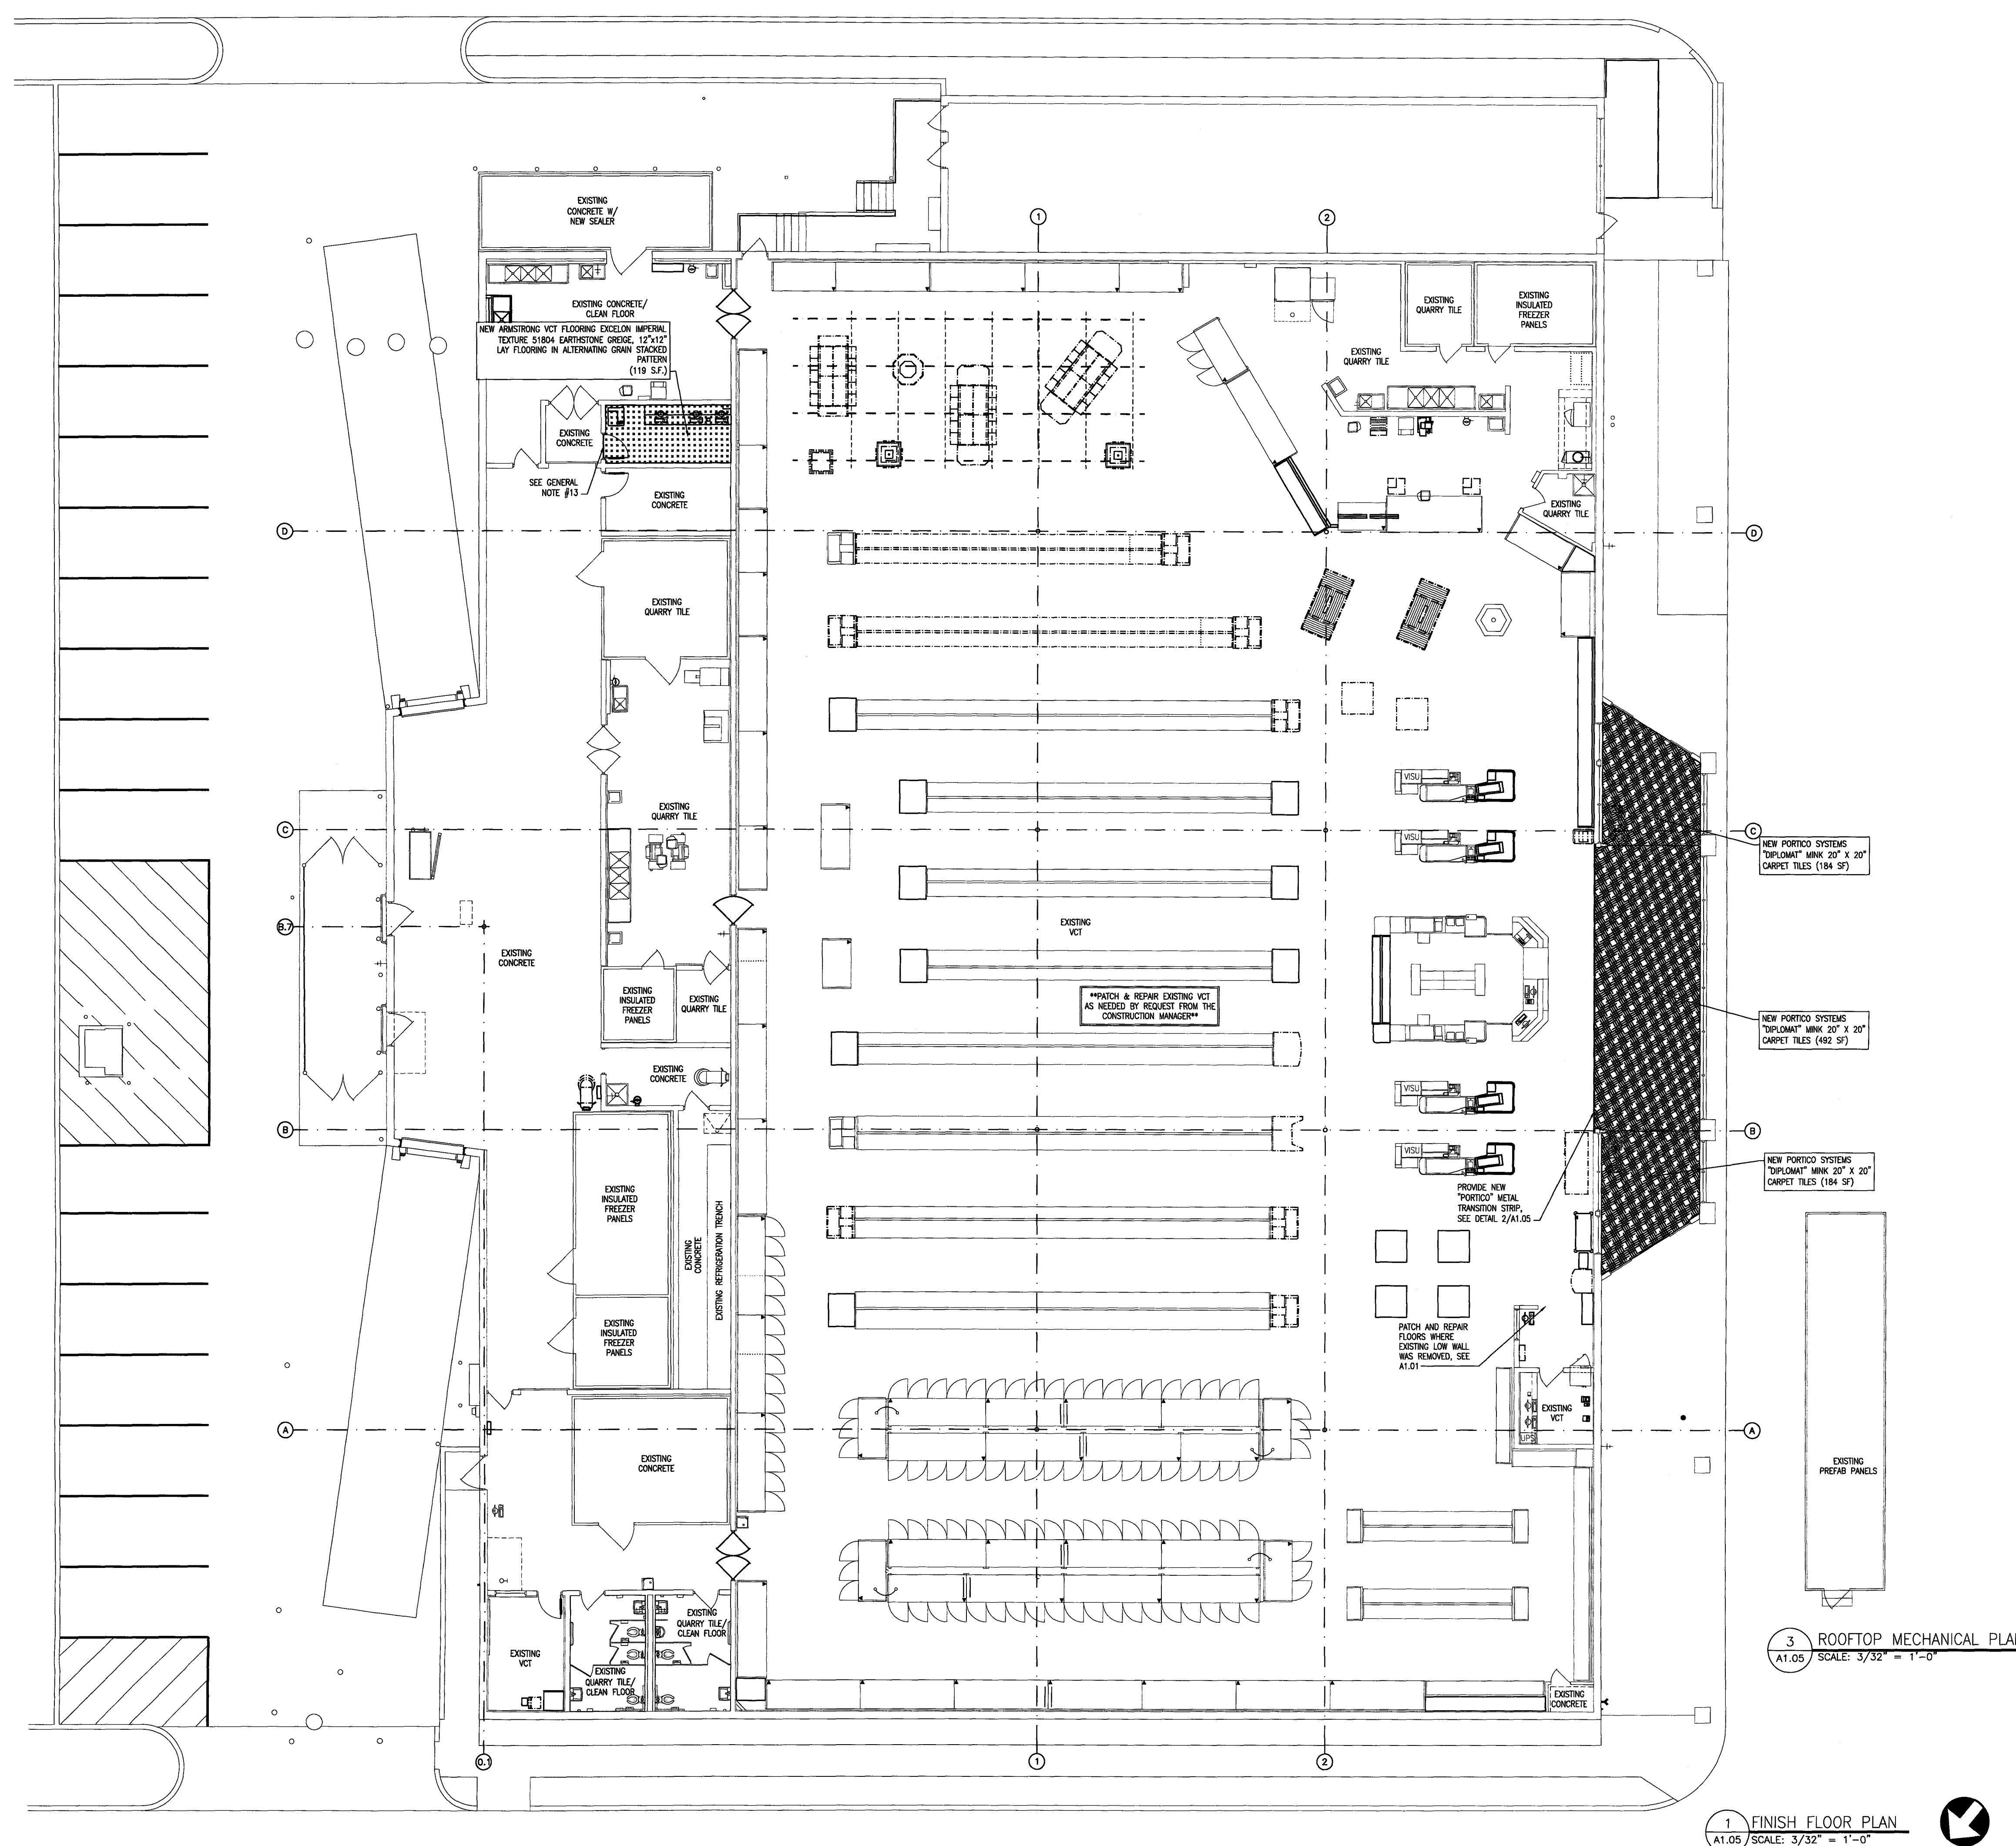 1
2
EXISTING
CONCRETE W/
NEW SEALER
EXISTING CONCRETE/
CLEAN FLOOR
NEW ARMSTRONG VCT FLOORING EXCELON IMPERIAL
TEXTURE 51804 EARTHSTONE GREIGE, 12"x12"
LAY FLOORING IN ALTERNATING GRAIN STACKED
PATTERN
(119 S.F.)
EXISTING
QUARRY TILE
EXISTING
INSULATED
FREEZER
PANELS
EXISTING
QUARRY TILE
EXISTING
CONCRETE
SEE GENERAL
NOTE #13
EXISTING
CONCRETE
EXISTING
QUARRY TILE
D
D
EXISTING
QUARRY TILE
VISU
EXISTING
QUARRY TILE
C
VISU
C
NEW PORTICO SYSTEMS
"DIPLOMAT" MINK 20" X 20"
CARPET TILES (184 SF)
B.7
EXISTING
VCT
EXISTING
CONCRETE
EXISTING
INSULATED
FREEZER
PANELS
EXISTING
QUARRY TILE
**PATCH & REPAIR EXISTING VCT
AS NEEDED BY REQUEST FROM THE
CONSTRUCTION MANAGER**
NEW PORTICO SYSTEMS
"DIPLOMAT" MINK 20" X 20"
CARPET TILES (492 SF)
EXISTING
CONCRETE
VISU
B
B
VISU
NEW PORTICO SYSTEMS
"DIPLOMAT" MINK 20" X 20"
CARPET TILES (184 SF)
EXISTING
INSULATED
FREEZER
PANELS
EXISTING
CONCRETE
EXISTING REFRIGERATION TRENCH
PROVIDE NEW
"PORTICO" METAL
TRANSITION STRIP,
SEE DETAIL 2/A1.05
EXISTING
INSULATED
FREEZER
PANELS
PATCH AND REPAIR
FLOORS WHERE
EXISTING LOW WALL
WAS REMOVED, SEE
A1.01
EXISTING
VCT
UPS
A
A
EXISTING
CONCRETE
EXISTING
PREFAB PANELS
EXISTING
QUARRY TILE/
CLEAN FLOOR
EXISTING
VCT
EXISTING
QUARRY TILE/
CLEAN FLOOR
EXISTING
CONCRETE
3
A1.05
ROOFTOP MECHANICAL PLA
SCALE: 3/32" = 1'-0"
0.1
1
2
1
A1.05
FINISH FLOOR PLAN
SCALE: 3/32" = 1'-0"